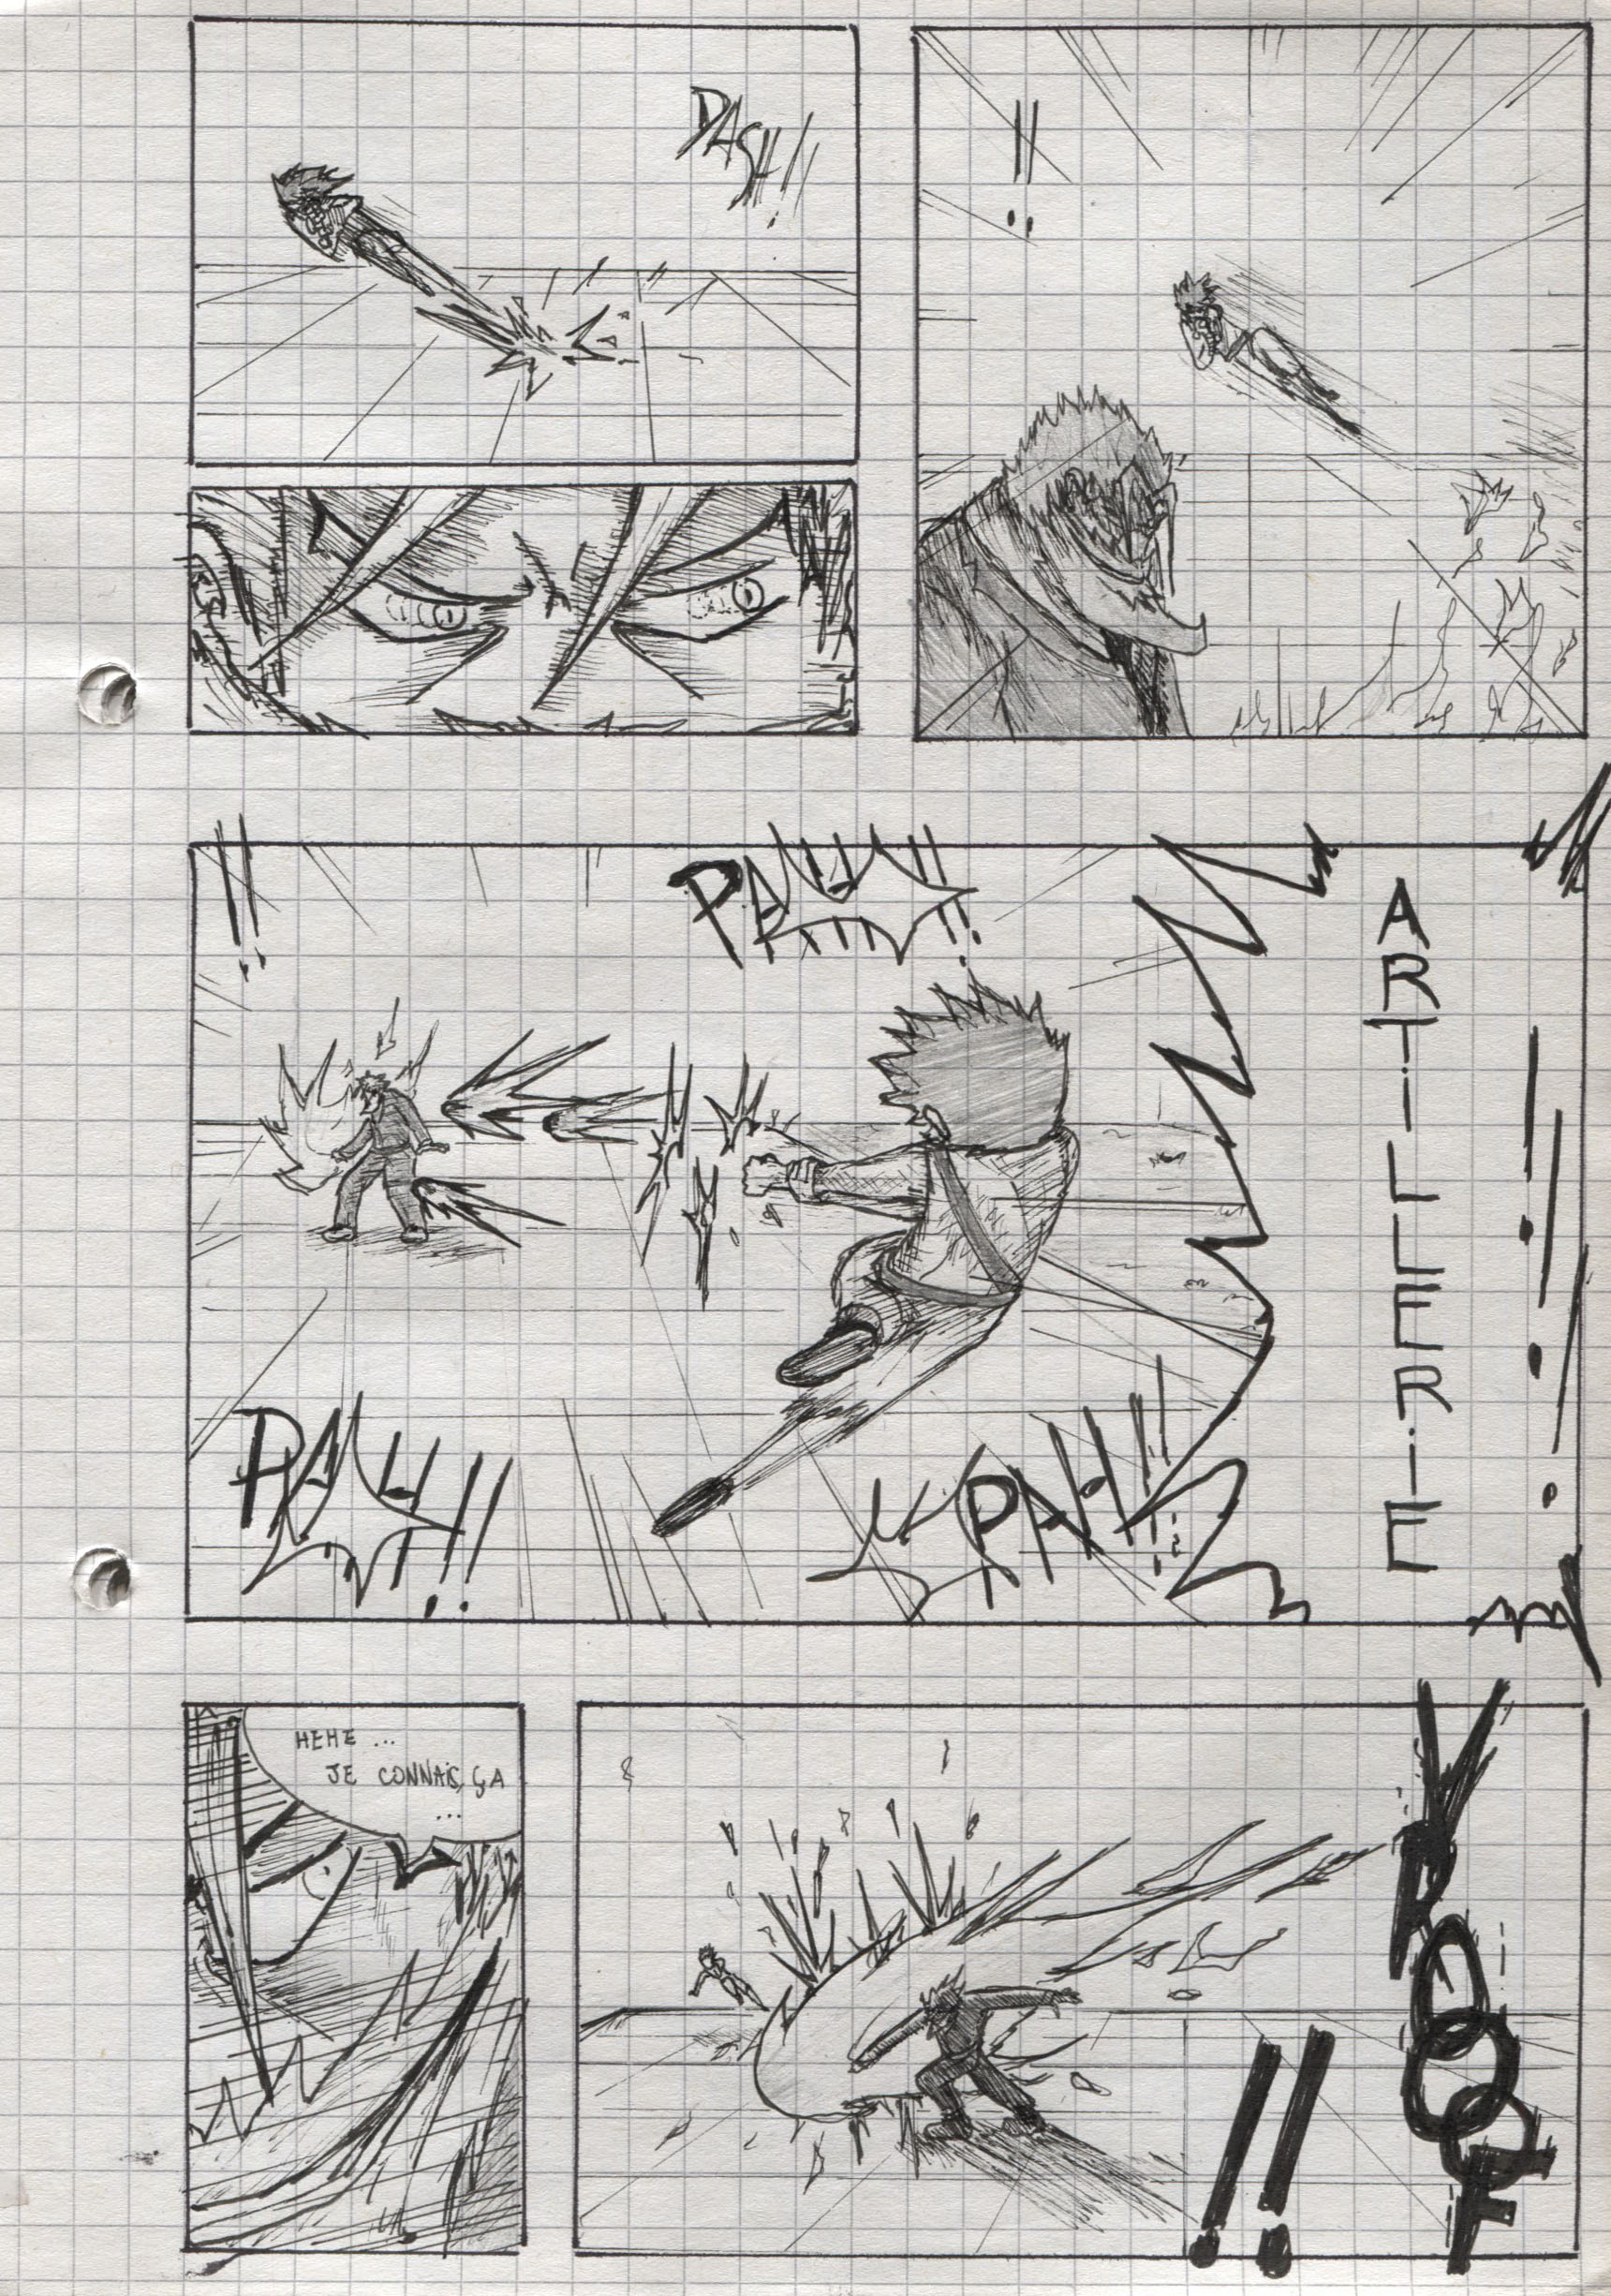 DASH!!
!!
!!
PAW!!
ARTiLLERiE !!!
PAW!!
PAW!!
HEHE ...
JE CONNAiS ÇA
...
VROOOF !!